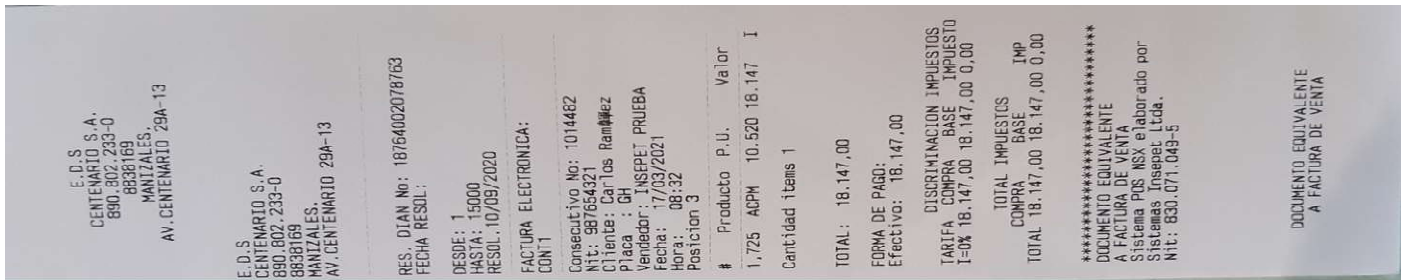 E.D.S
CENTENARIO S.A.
890.802.233-0
8838169
MANIZALES.
AV.CENTENARIO 29A-13
E.D.S
CENTENARIO S.A.
890.802.233-0
8838169
MANIZALES.
AV.CENTENARIO 29A-13
RES. DIAN No: 18764002078763
FECHA RESOL:
DESDE: 1
HASTA: 15000
RESOL.10/09/2020
FACTURA ELECTRONICA:
CONT1
Consecutivo No: 1014482
Nit: 987654321
Cliente: Carlos
Placa : GH
Vendedor: INSEPET PRUEBA
Fecha: 17/03/2021
Hora: 08:32
Posicion 3
# Producto P.U. Valor
1,725 ACPM 10.520 18.147 I
Cantidad items 1
TOTAL: 18.147,00
FORMA DE PAGO:
Efectivo: 18.147,00
DISCRIMINACION IMPUESTOS
TARIFA COMPRA BASE IMPUESTO
I=0% 18.147,00 18.147,00 0,00
TOTAL IMPUESTOS
COMPRA BASE IMP
TOTAL 18.147,00 18.147,00 0,00
************************************
DOCUMENTO EQUIVALENTE
A FACTURA DE VENTA
Sistema POS NSX elaborado por
Sistemas Insepet Ltda.
Nit: 830.071.049-5
DOCUMENTO EQUIVALENTE
A FACTURA DE VENTA